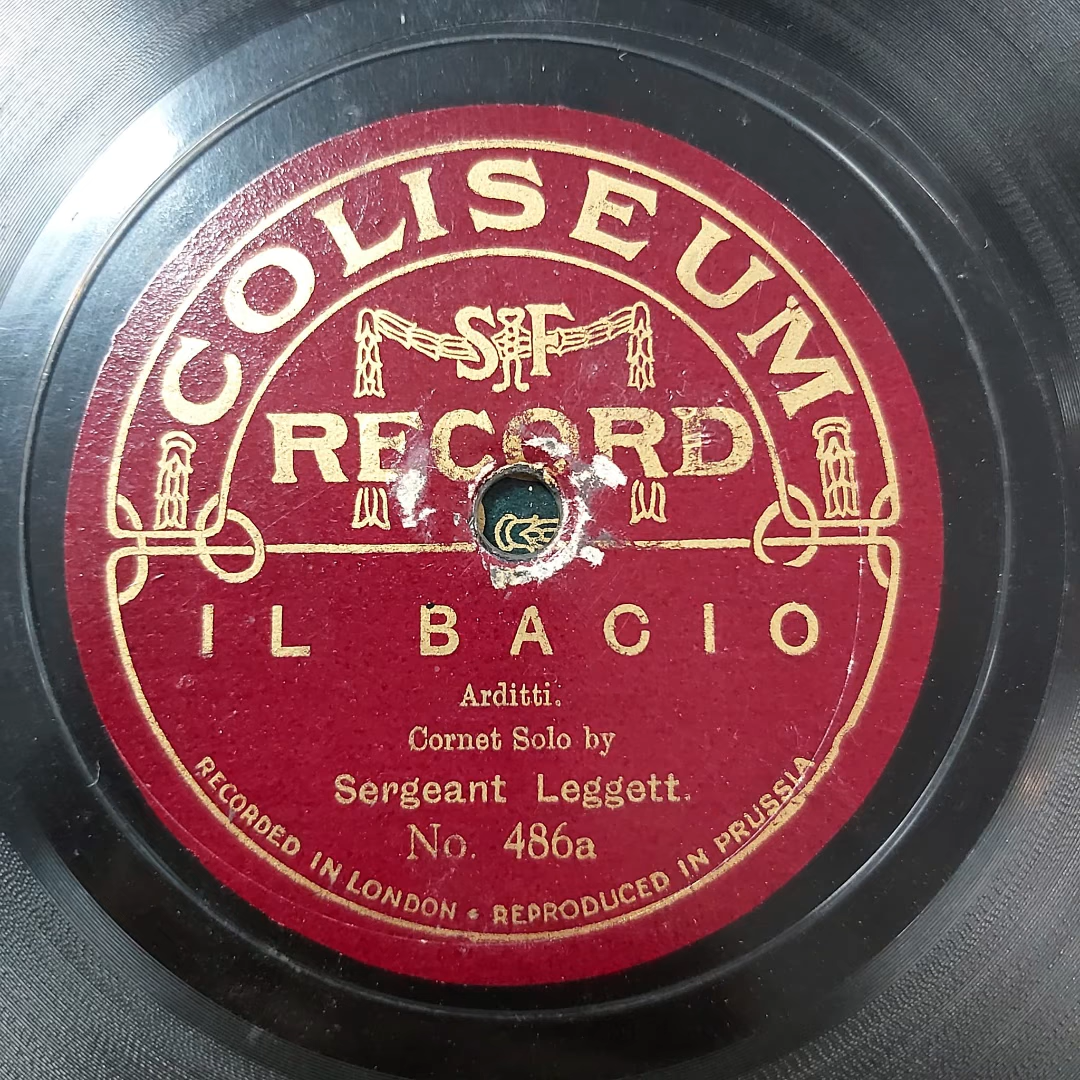 COLISEUM
SF
RECORD
IL BACIO
Arditti.
Cornet Solo by
Sergeant Leggett.
No. 486a
RECORDED IN LONDON • REPRODUCED IN PRUSSIA